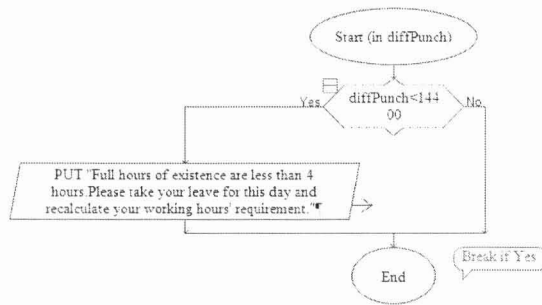 Start (in diffPunch)
Yes
diffPunch<144
00
No
PUT "Full hours of existence are less than 4
hours.Please take your leave for this day and
recalculate your working hours' requirement."¶
Break if Yes
End